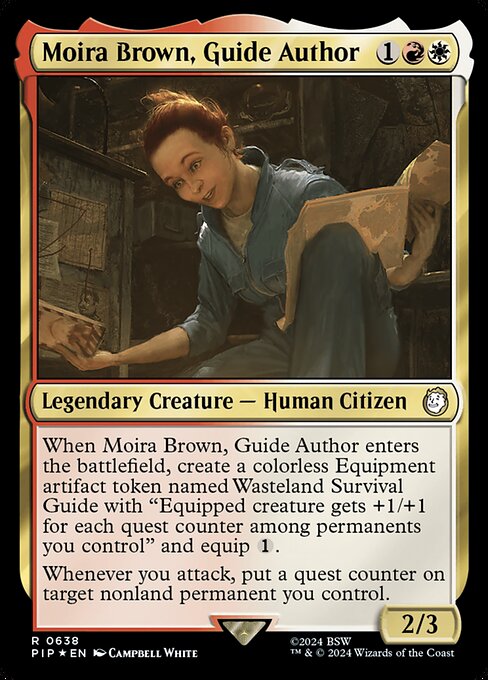 Moira Brown, Guide Author 1
Legendary Creature — Human Citizen
When Moira Brown, Guide Author enters
the battlefield, create a colorless Equipment
artifact token named Wasteland Survival
Guide with “Equipped creature gets +1/+1
for each quest counter among permanents
you control” and equip 1.
Whenever you attack, put a quest counter on
target nonland permanent you control.
2/3
R 0638
PIP ★ EN CAMPBELL WHITE
©2024 BSW
™ & © 2024 Wizards of the Coast